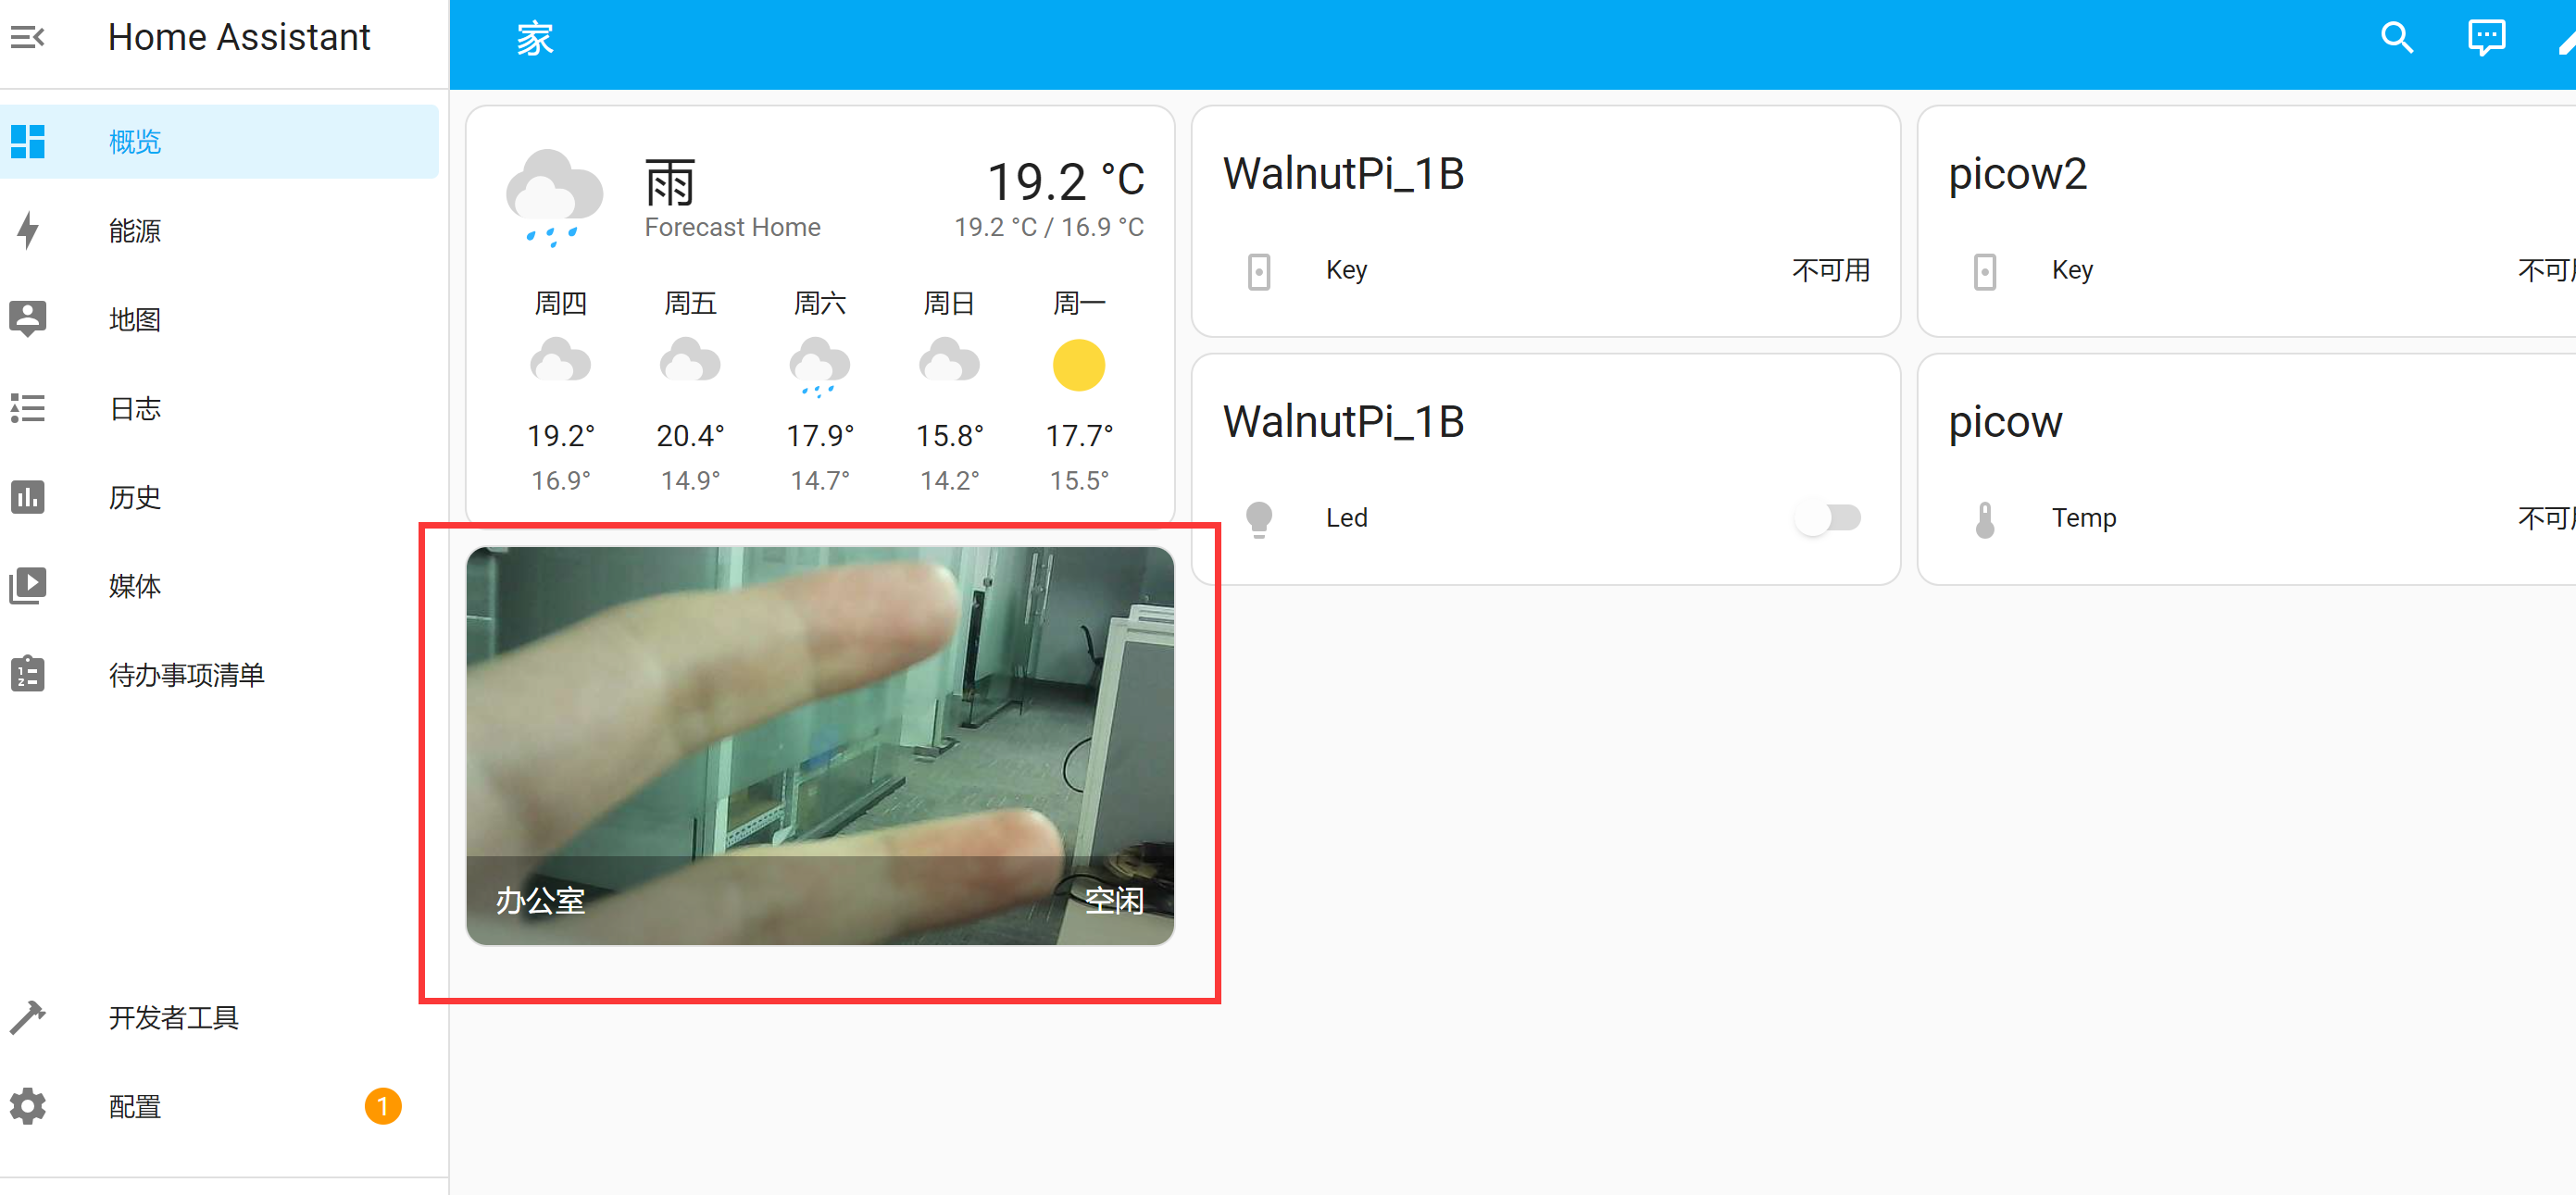 Home Assistant
家
概览
能源
地图
日志
历史
媒体
待办事项清单
开发者工具
配置
1
雨
19.2 °C
Forecast Home
19.2 °C / 16.9 °C
周四 周五 周六 周日 周一
19.2° 20.4° 17.9° 15.8° 17.7°
16.9° 14.9° 14.7° 14.2° 15.5°
办公室 空闲
WalnutPi_1B
Key 不可用
WalnutPi_1B
Led
picow2
Key 不可
picow
Temp 不可